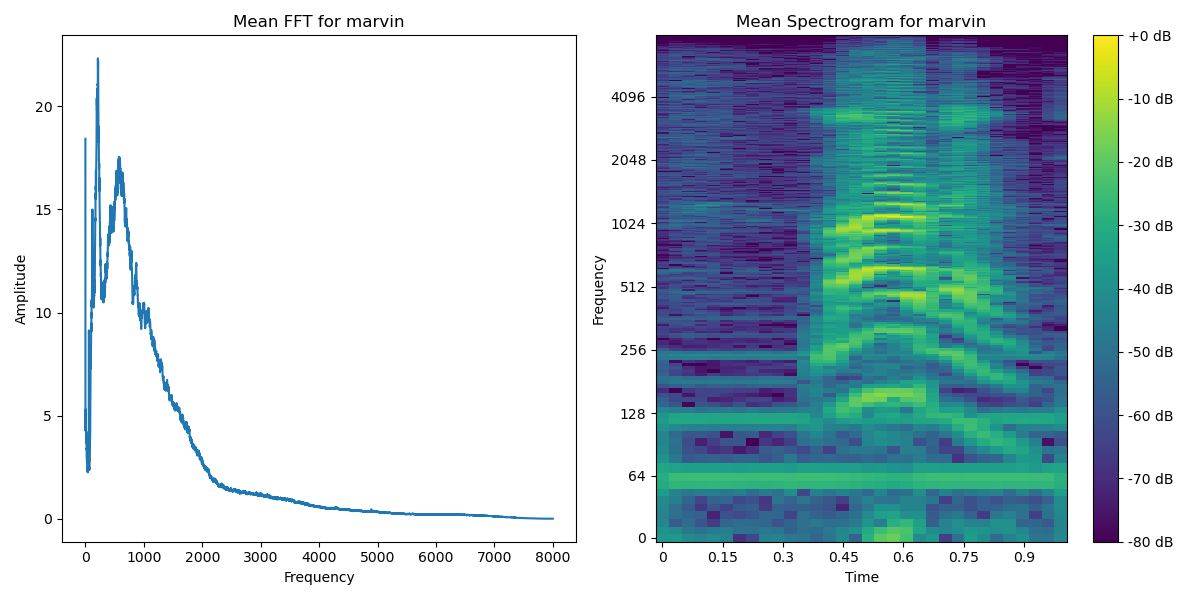 Mean FFT for marvin
20
15
10
5
0
Amplitude
0 1000 2000 3000 4000 5000 6000 7000 8000
Frequency
Mean Spectrogram for marvin
4096
2048
1024
512
256
128
64
0
Frequency
0 0.15 0.3 0.45 0.6 0.75 0.9
Time
+0 dB
-10 dB
-20 dB
-30 dB
-40 dB
-50 dB
-60 dB
-70 dB
-80 dB